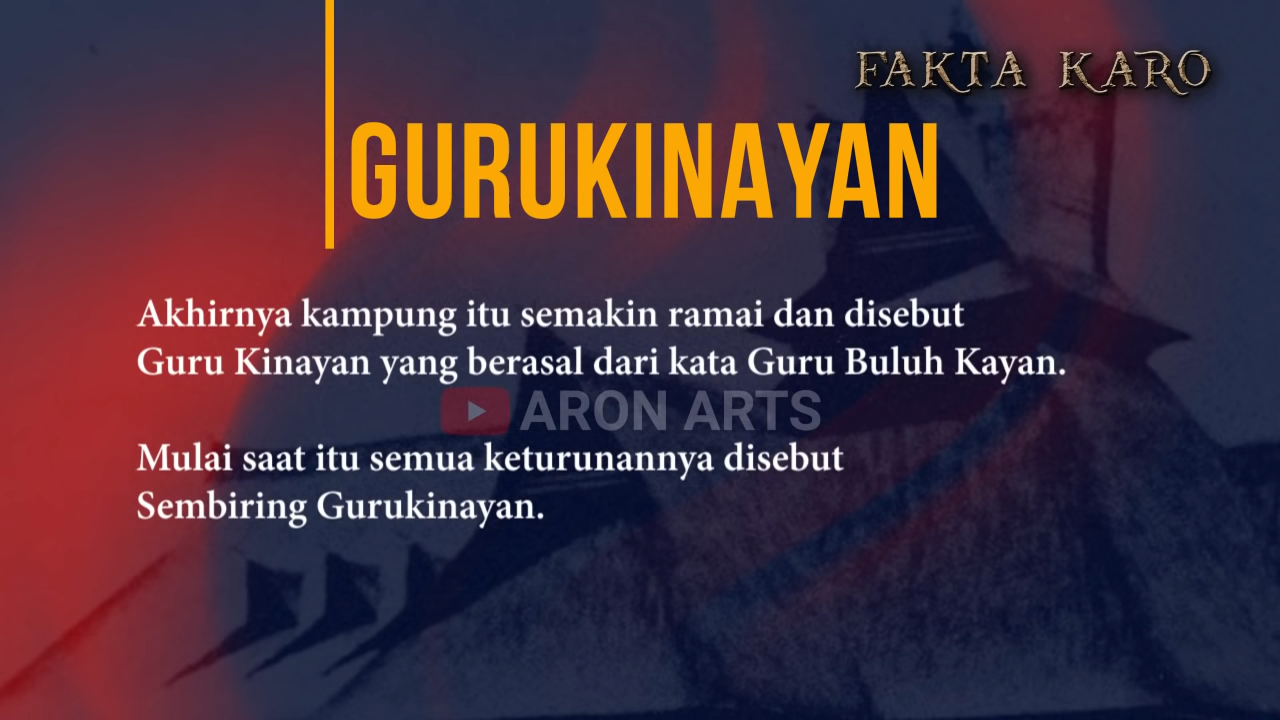 FAKTA KARO
GURUKINAYAN
Akhirnya kampung itu semakin ramai dan disebut
Guru Kinayan yang berasal dari kata Guru Buluh Kayan.
ARON ARTS
Mulai saat itu semua keturunannya disebut
Sembiring Gurukinayan.